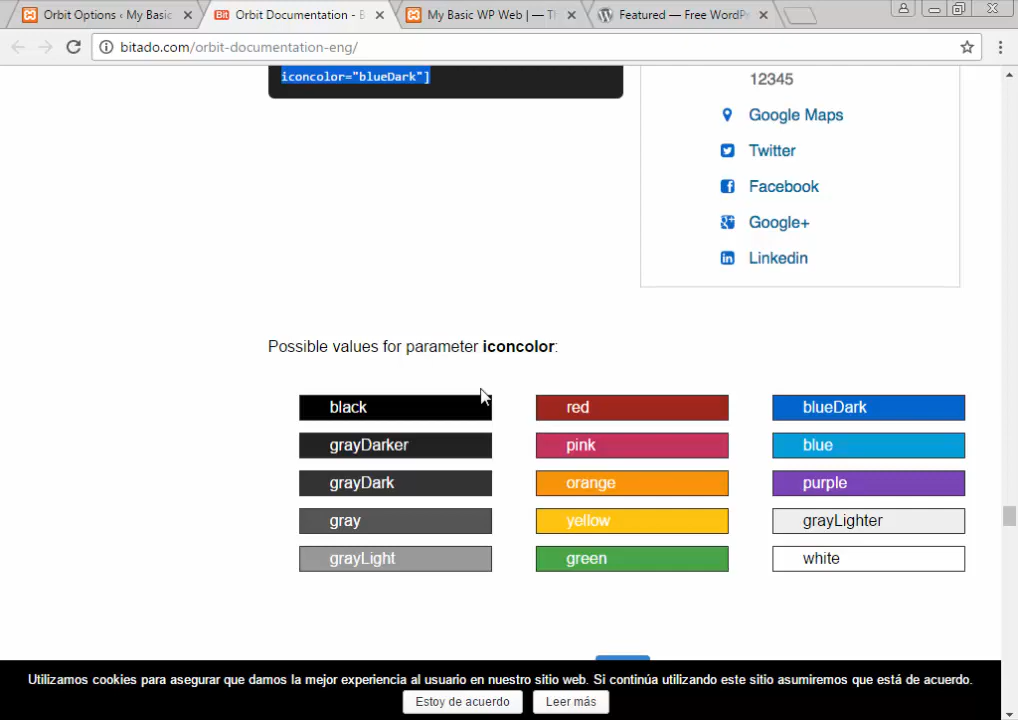 Orbit Options ‹ My Basic
Orbit Documentation - B
My Basic WP Web | — Th
Featured — Free WordPr
bitado.com/orbit-documentation-eng/
iconcolor="blueDark"]
12345
Google Maps
Twitter
Facebook
Google+
Linkedin
Possible values for parameter iconcolor:
black red blueDark
grayDarker pink blue
grayDark orange purple
gray yellow grayLighter
grayLight green white
Utilizamos cookies para asegurar que damos la mejor experiencia al usuario en nuestro sitio web. Si continúa utilizando este sitio asumiremos que está de acuerdo.
Estoy de acuerdo Leer más